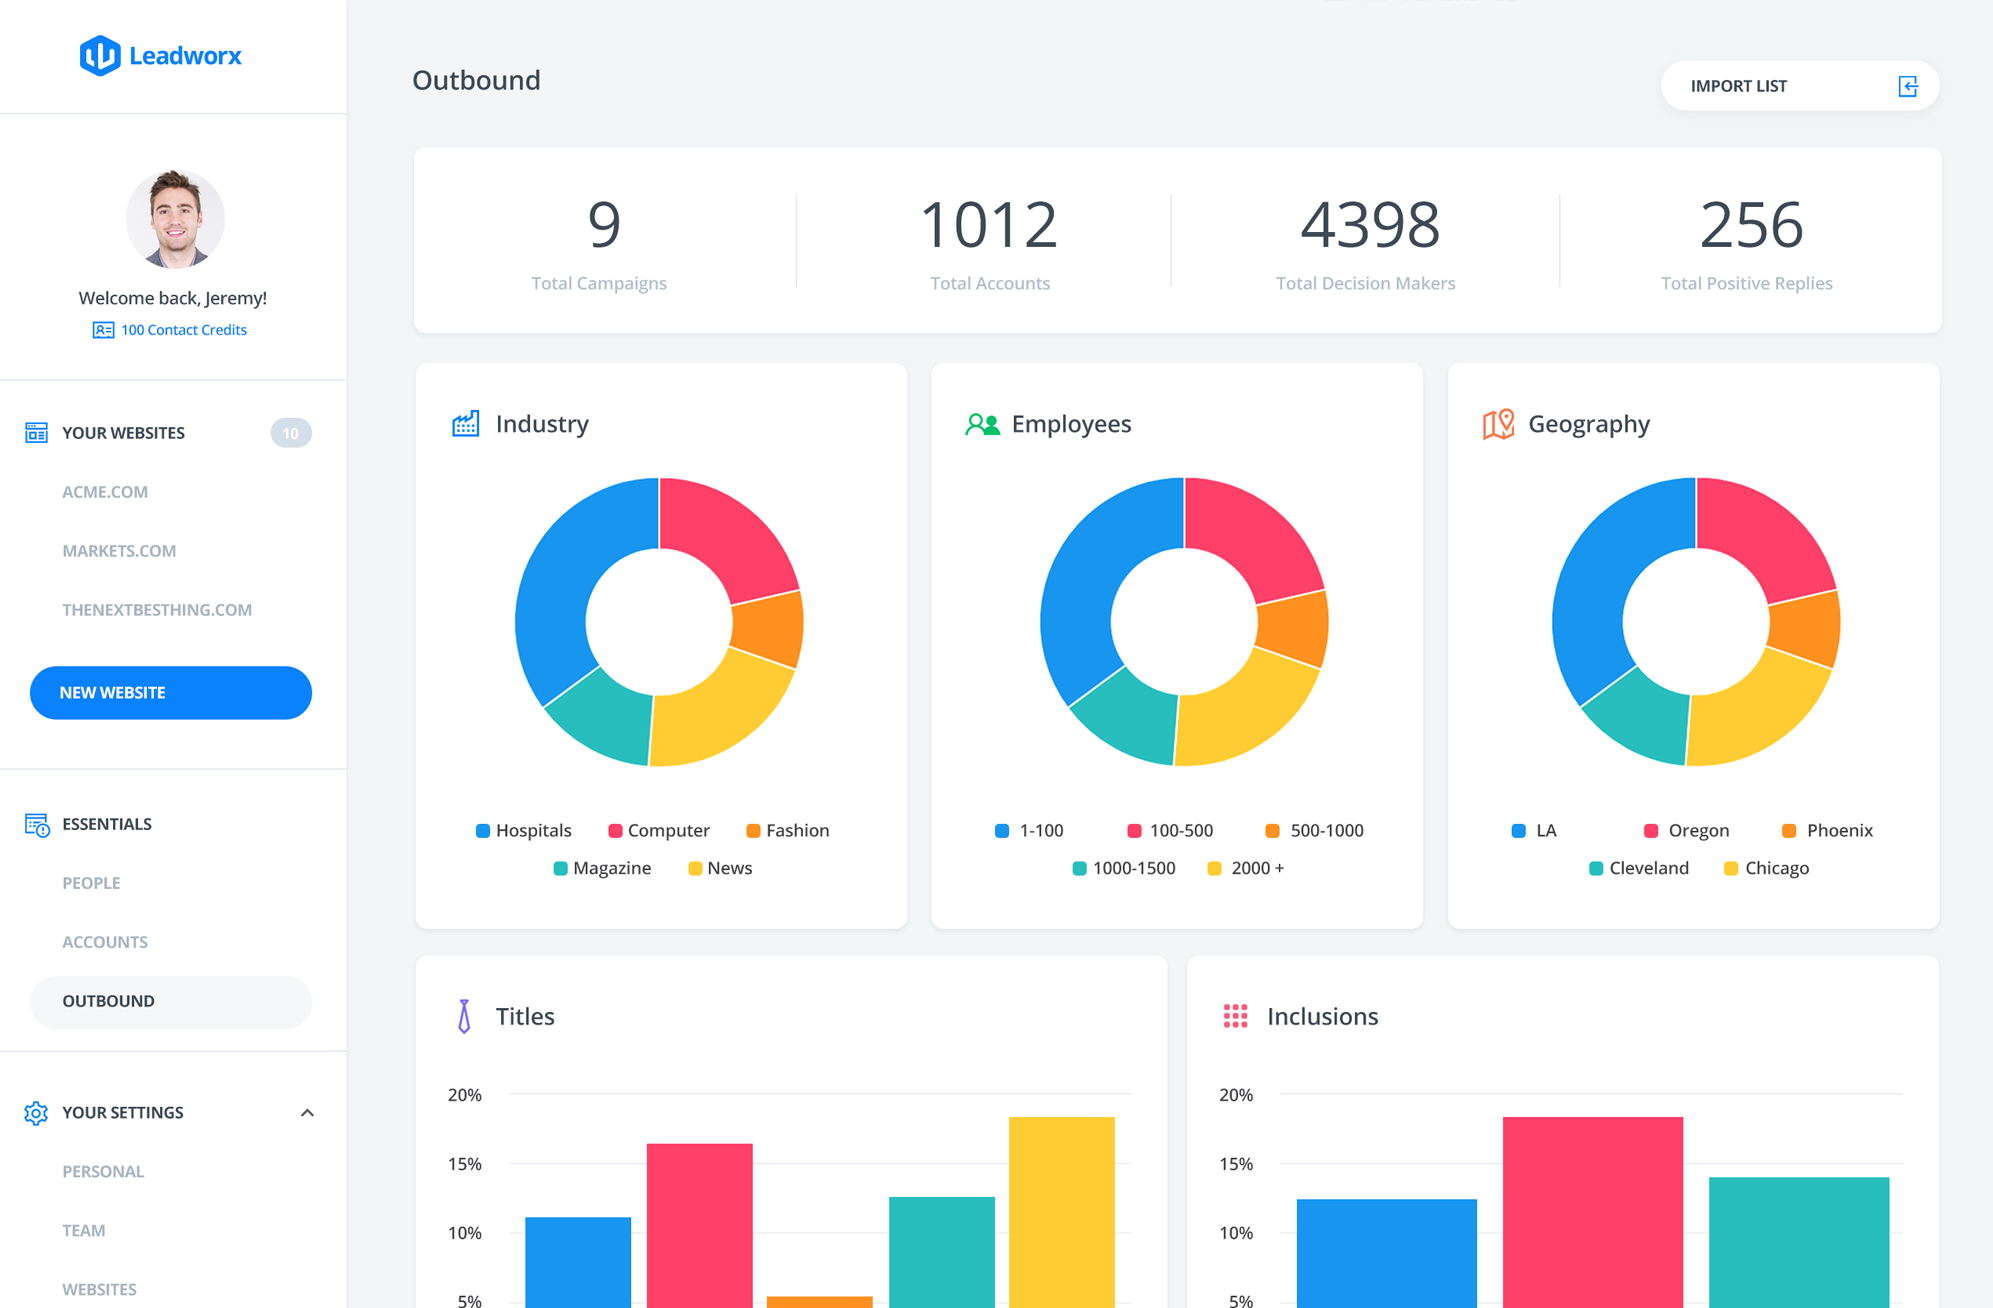 Leadworx
Welcome back, Jeremy!
100 Contact Credits
YOUR WEBSITES 10
ACME.COM
MARKETS.COM
THENEXTBESTHING.COM
NEW WEBSITE
ESSENTIALS
PEOPLE
ACCOUNTS
OUTBOUND
YOUR SETTINGS
PERSONAL
TEAM
WEBSITES
Outbound
IMPORT LIST
9
Total Campaigns
1012
Total Accounts
4398
Total Decision Makers
256
Total Positive Replies
Industry
Hospitals Computer Fashion
Magazine News
Employees
1-100 100-500 500-1000
1000-1500 2000 +
Geography
LA Oregon Phoenix
Cleveland Chicago
Titles
20%
15%
10%
5%
Inclusions
20%
15%
10%
5%